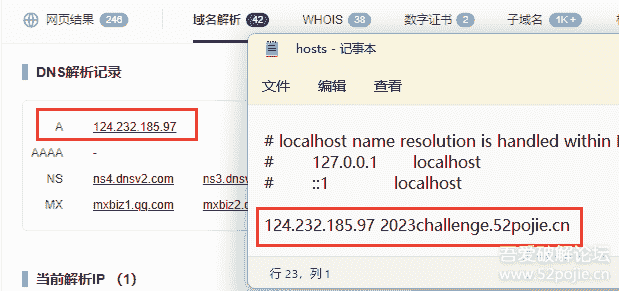 网页结果 246 域名解析 42 WHOIS 38 数字证书 2 子域名 1K+
DNS解析记录
A 124.232.185.97
AAAA -
NS ns4.dnsv2.com ns3.dnsv
MX mxbiz1.qq.com mxbiz2.q
当前解析IP （1）
hosts - 记事本
文件 编辑 查看
# localhost name resolution is handled within
# 127.0.0.1 localhost
# ::1 localhost
124.232.185.97 2023challenge.52pojie.cn
行 23，列 1
吾爱破解论坛
www.52pojie.cn